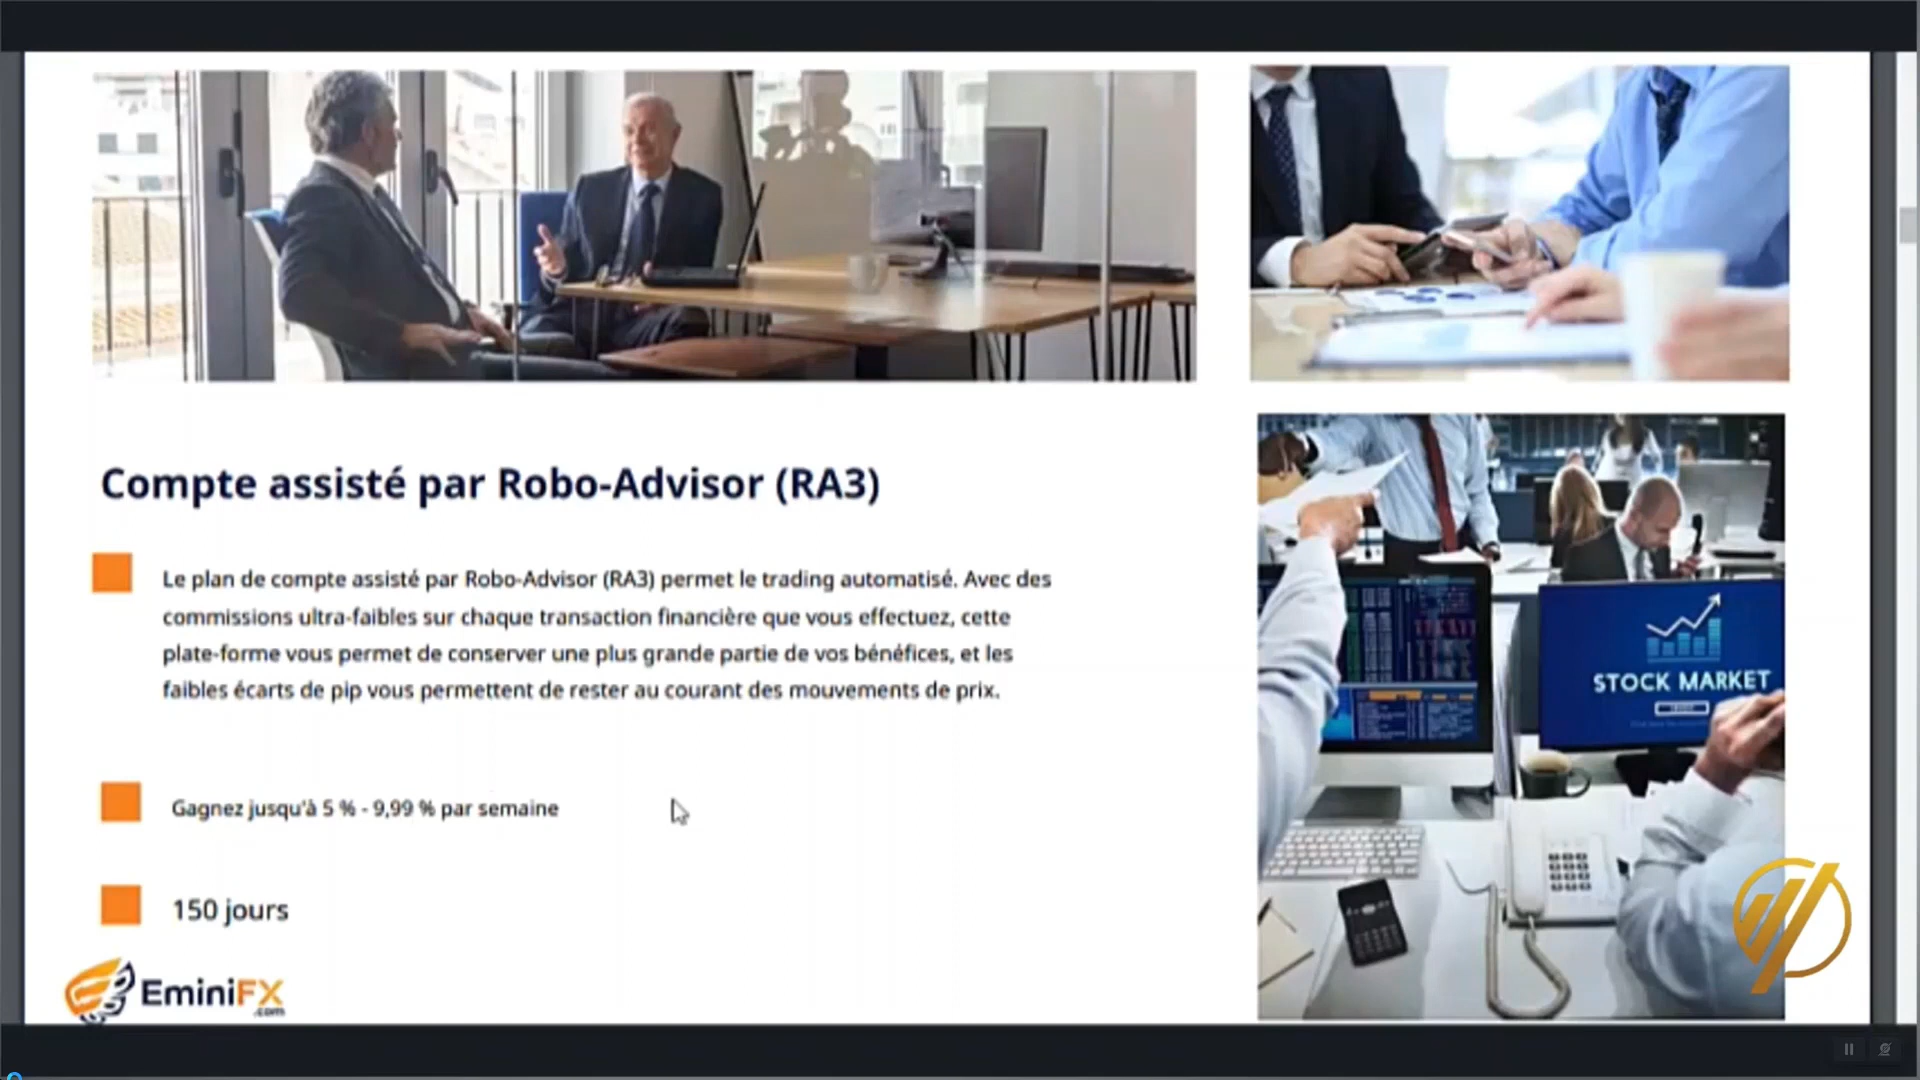 Compte assisté par Robo-Advisor (RA3)
Le plan de compte assisté par Robo-Advisor (RA3) permet le trading automatisé. Avec des
commissions ultra-faibles sur chaque transaction financière que vous effectuez, cette
plate-forme vous permet de conserver une plus grande partie de vos bénéfices, et les
faibles écarts de pip vous permettent de rester au courant des mouvements de prix.
Gagnez jusqu'à 5 % - 9,99 % par semaine
150 jours
EminiFX
.com
STOCK MARKET